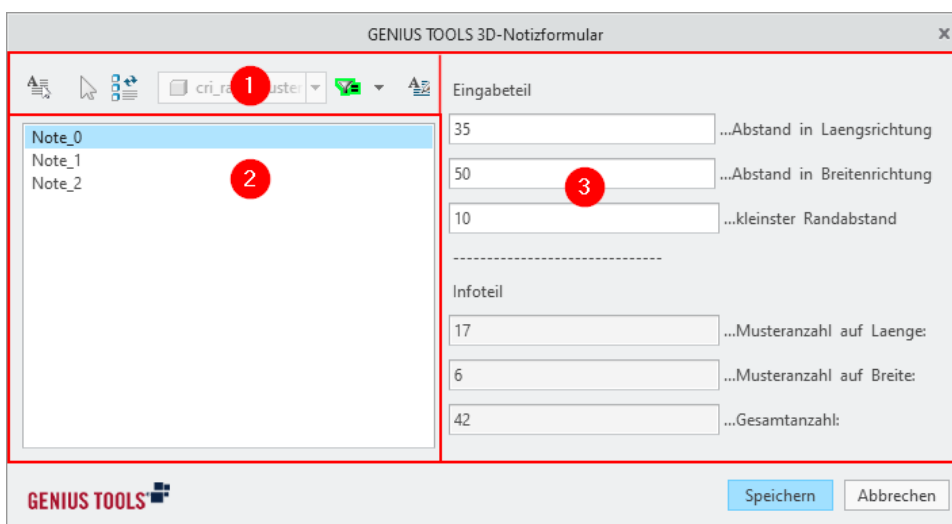 GENIUS TOOLS 3D-Notizformular
1
Eingabeteil
Note_0
Note_1
Note_2
2
35 ...Abstand in Laengsrichtung
50 ...Abstand in Breitenrichtung
3
10 ...kleinster Randabstand
------------------------------
Infoteil
17 ...Musteranzahl auf Laenge:
6 ...Musteranzahl auf Breite:
42 ...Gesamtanzahl:
GENIUS TOOLS
Speichern
Abbrechen